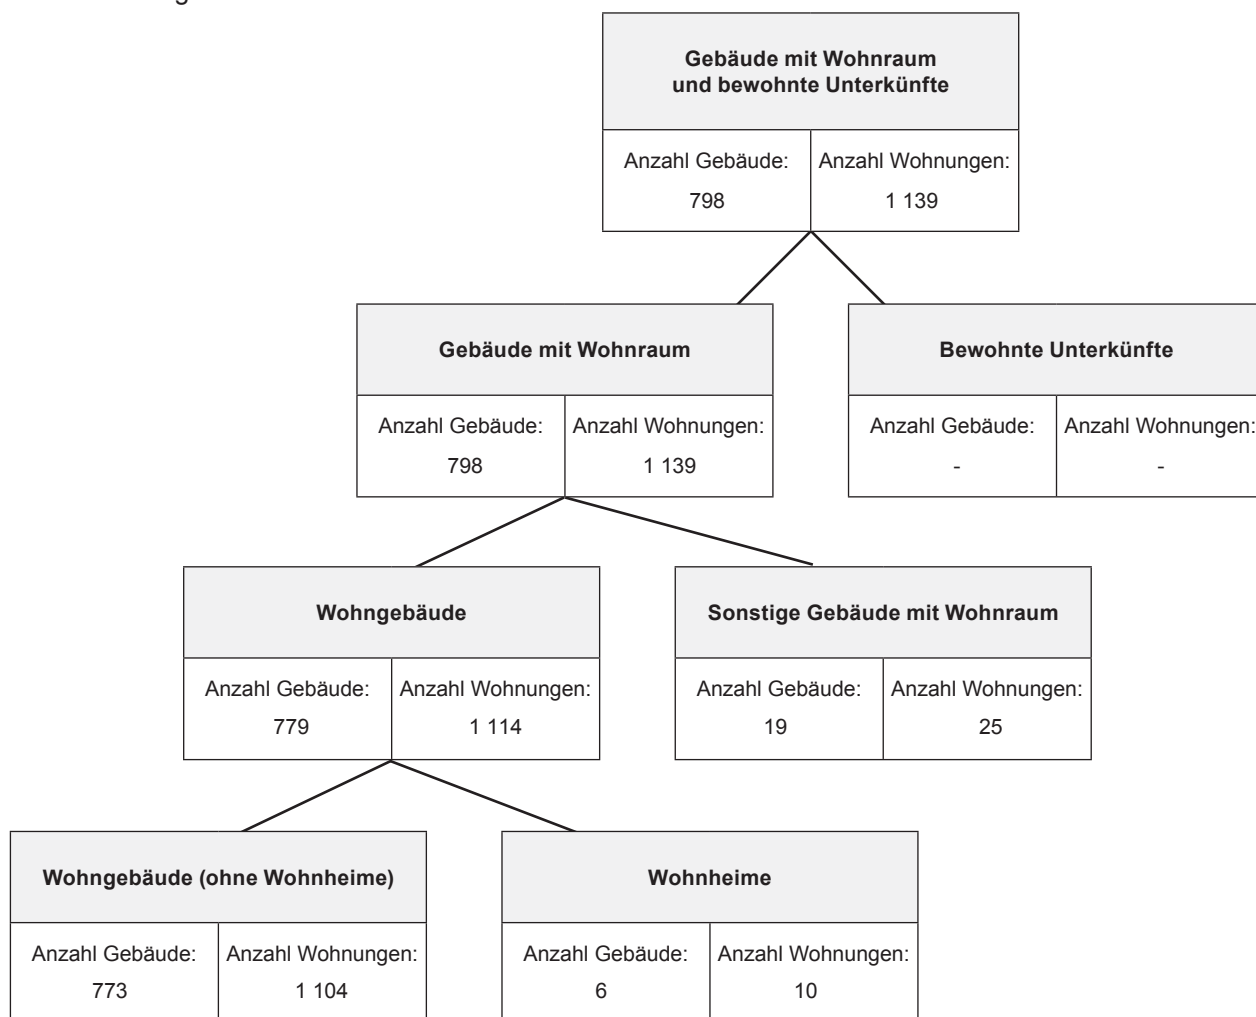 Gebäude mit Wohnraum
und bewohnte Unterkünfte
Anzahl Gebäude:
798
Anzahl Wohnungen:
1 139
Gebäude mit Wohnraum
Anzahl Gebäude:
798
Anzahl Wohnungen:
1 139
Bewohnte Unterkünfte
Anzahl Gebäude:
-
Anzahl Wohnungen:
-
Wohngebäude
Anzahl Gebäude:
779
Anzahl Wohnungen:
1 114
Sonstige Gebäude mit Wohnraum
Anzahl Gebäude:
19
Anzahl Wohnungen:
25
Wohngebäude (ohne Wohnheime)
Anzahl Gebäude:
773
Anzahl Wohnungen:
1 104
Wohnheime
Anzahl Gebäude:
6
Anzahl Wohnungen:
10